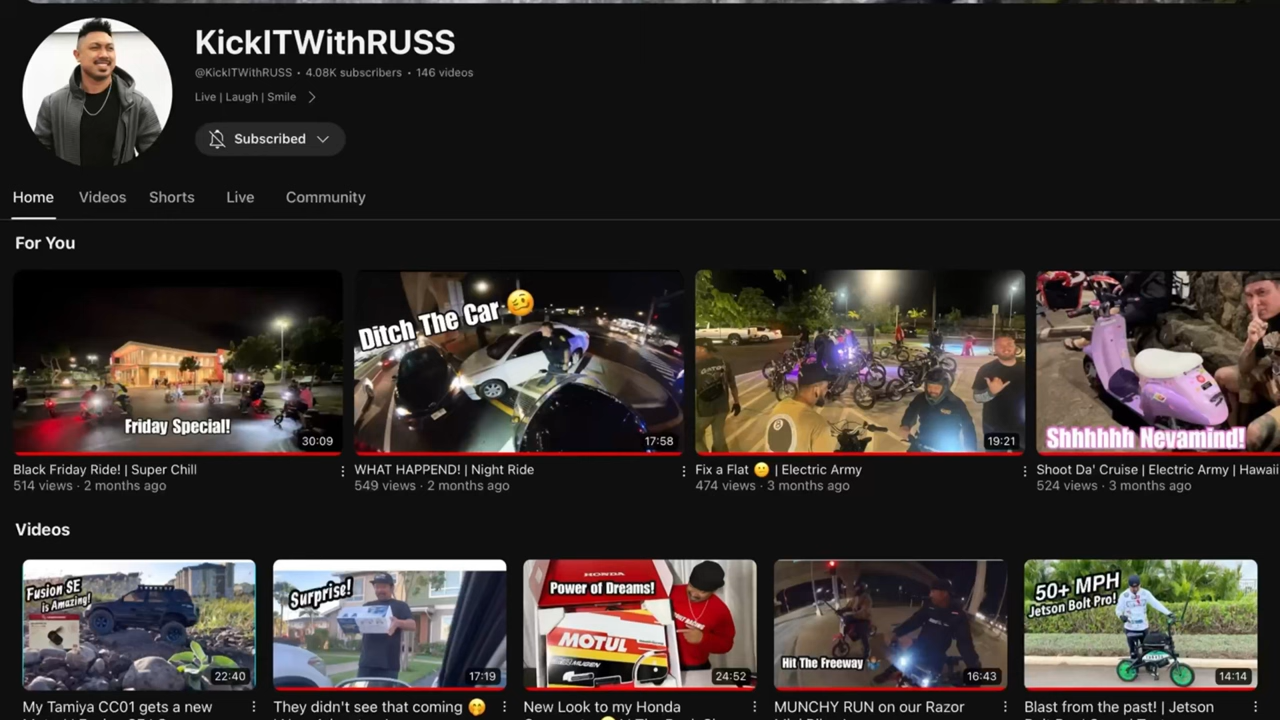 KickITWithRUSS
@KickITWithRUSS • 4.08K subscribers • 146 videos
Live | Laugh | Smile
Subscribed
Home Videos Shorts Live Community
For You
Friday Special!
30:09
Ditch The Car
17:58
19:21
Shhhhhh Nevamind!
Black Friday Ride! | Super Chill
514 views · 2 months ago
WHAT HAPPEND! | Night Ride
549 views · 2 months ago
Fix a Flat 😕 | Electric Army
474 views · 3 months ago
Shoot Da' Cruise | Electric Army | Hawaii
524 views · 3 months ago
Videos
Fusion SE
is Amazing!
22:40
Surprise!
17:19
HONDA
Power of Dreams!
MOTUL
MUGEN
24:52
Hit The Freeway
16:43
50+ MPH
Jetson Bolt Pro!
14:14
My Tamiya CC01 gets a new
They didn't see that coming 🤭
New Look to my Honda
MUNCHY RUN on our Razor
Blast from the past! | Jetson